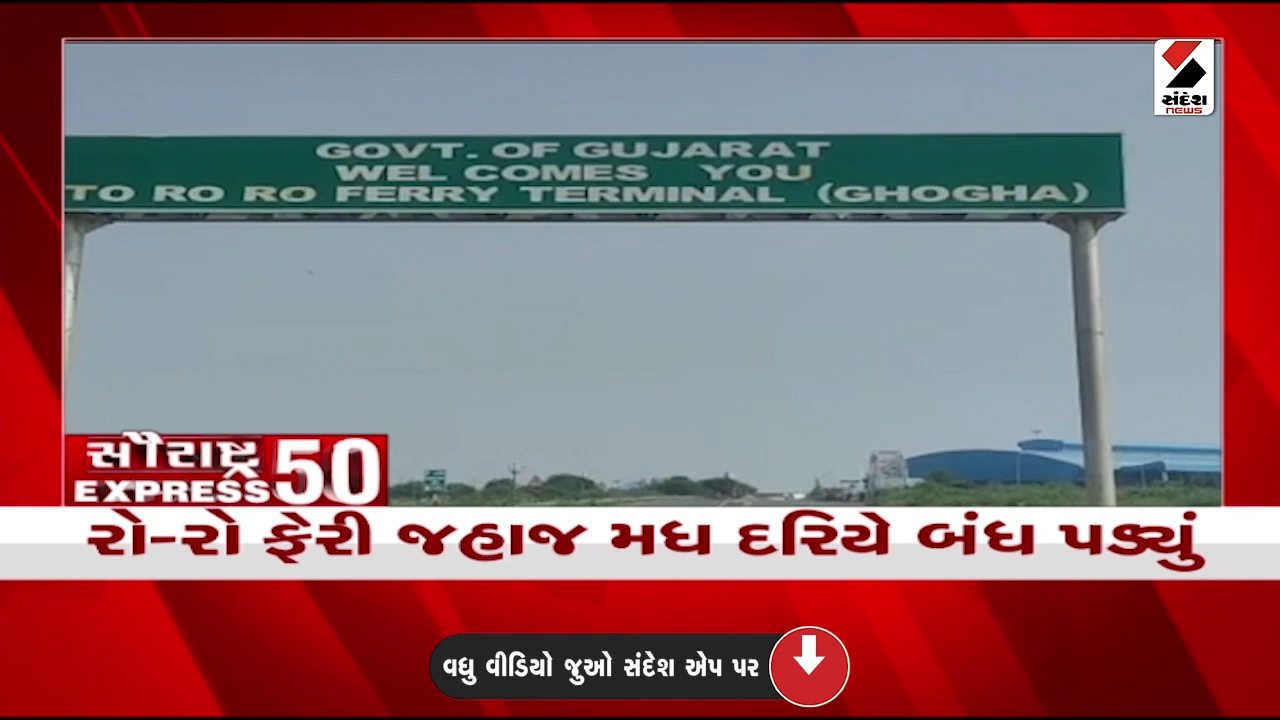 સંદેશ
NEWS
GOVT. OF GUJARAT
WEL COMES YOU
TO RO RO FERRY TERMINAL (GHOGHA)
સૌરાષ્ટ્ર
EXPRESS 50
રો-રો ફેરી જહાજ મધ દરિયે બંધ પડ્યું
વધુ વીડિયો જુઓ સંદેશ એપ પર